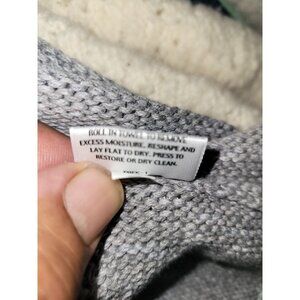 ROLL IN TOWEL TO REMOVE
EXCESS MOISTURE. RESHAPE AND
LAY FLAT TO DRY. PRESS TO
RESTORE OR DRY CLEAN.